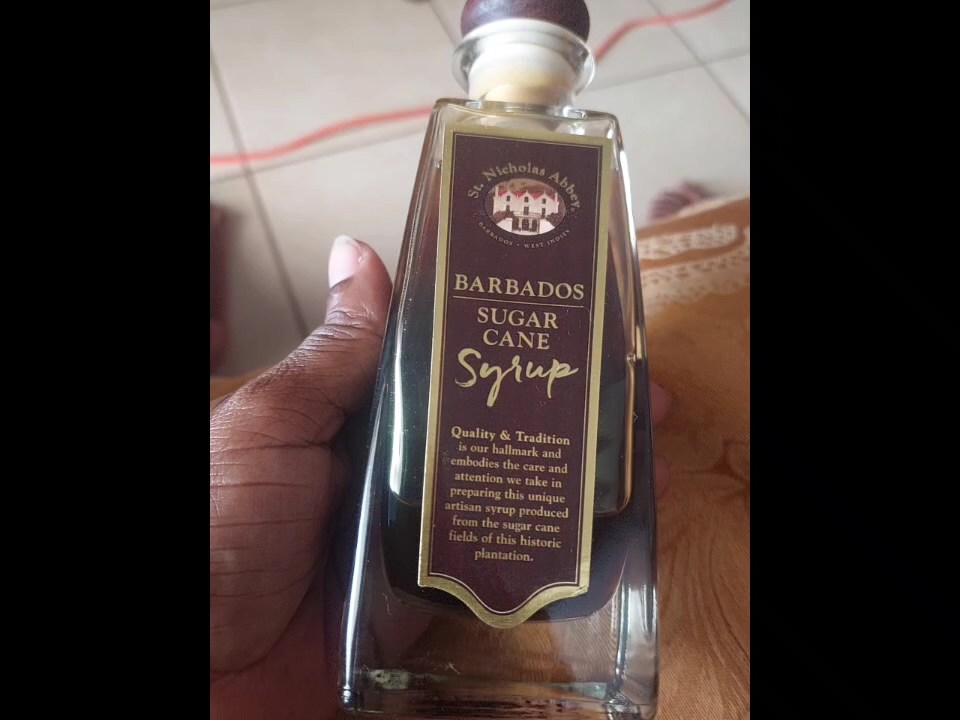 St. Nicholas Abbey
BARBADOS - WEST INDIES
BARBADOS
SUGAR
CANE
Syrup
Quality & Tradition
is our hallmark and
embodies the care and
attention we take in
preparing this unique
artisan syrup produced
from the sugar cane
fields of this historic
plantation.